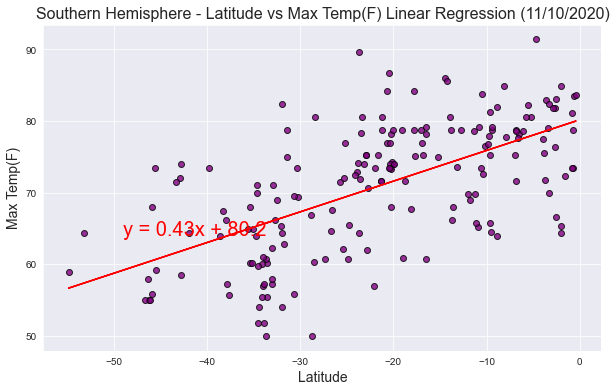 Southern Hemisphere - Latitude vs Max Temp(F) Linear Regression (11/10/2020)
90
80
70
60
50
Max Temp(F)
y = 0.43x + 80.2
−50
−40
−30
−20
−10
0
Latitude